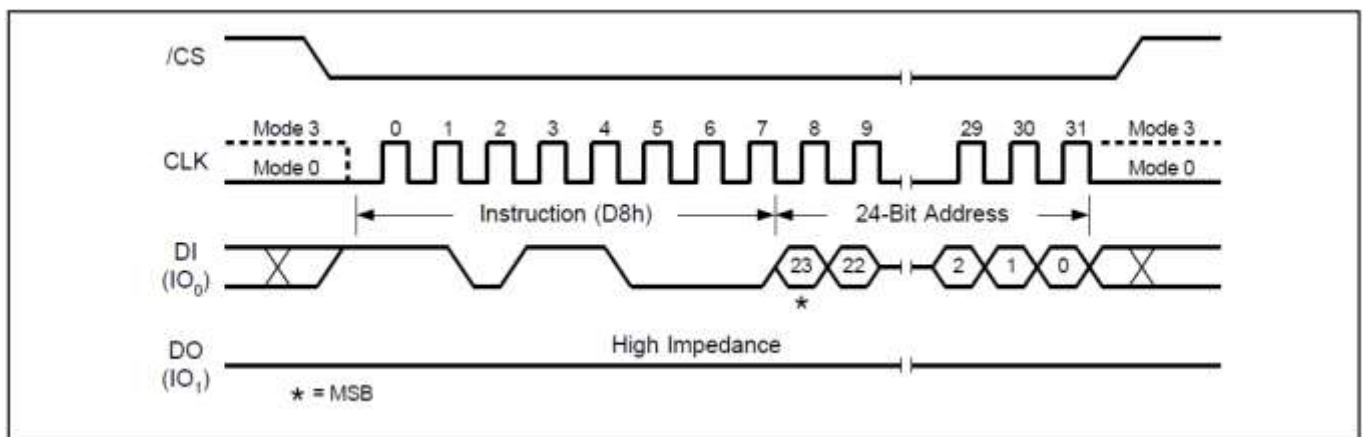 /CS
Mode 3 0 1 2 3 4 5 6 7 8 9 29 30 31 Mode 3
CLK
Mode 0 Mode 0
Instruction (D8h) 24-Bit Address
DI
(IO₀)
23 22 2 1 0
*
DO
(IO₁)
High Impedance
* = MSB